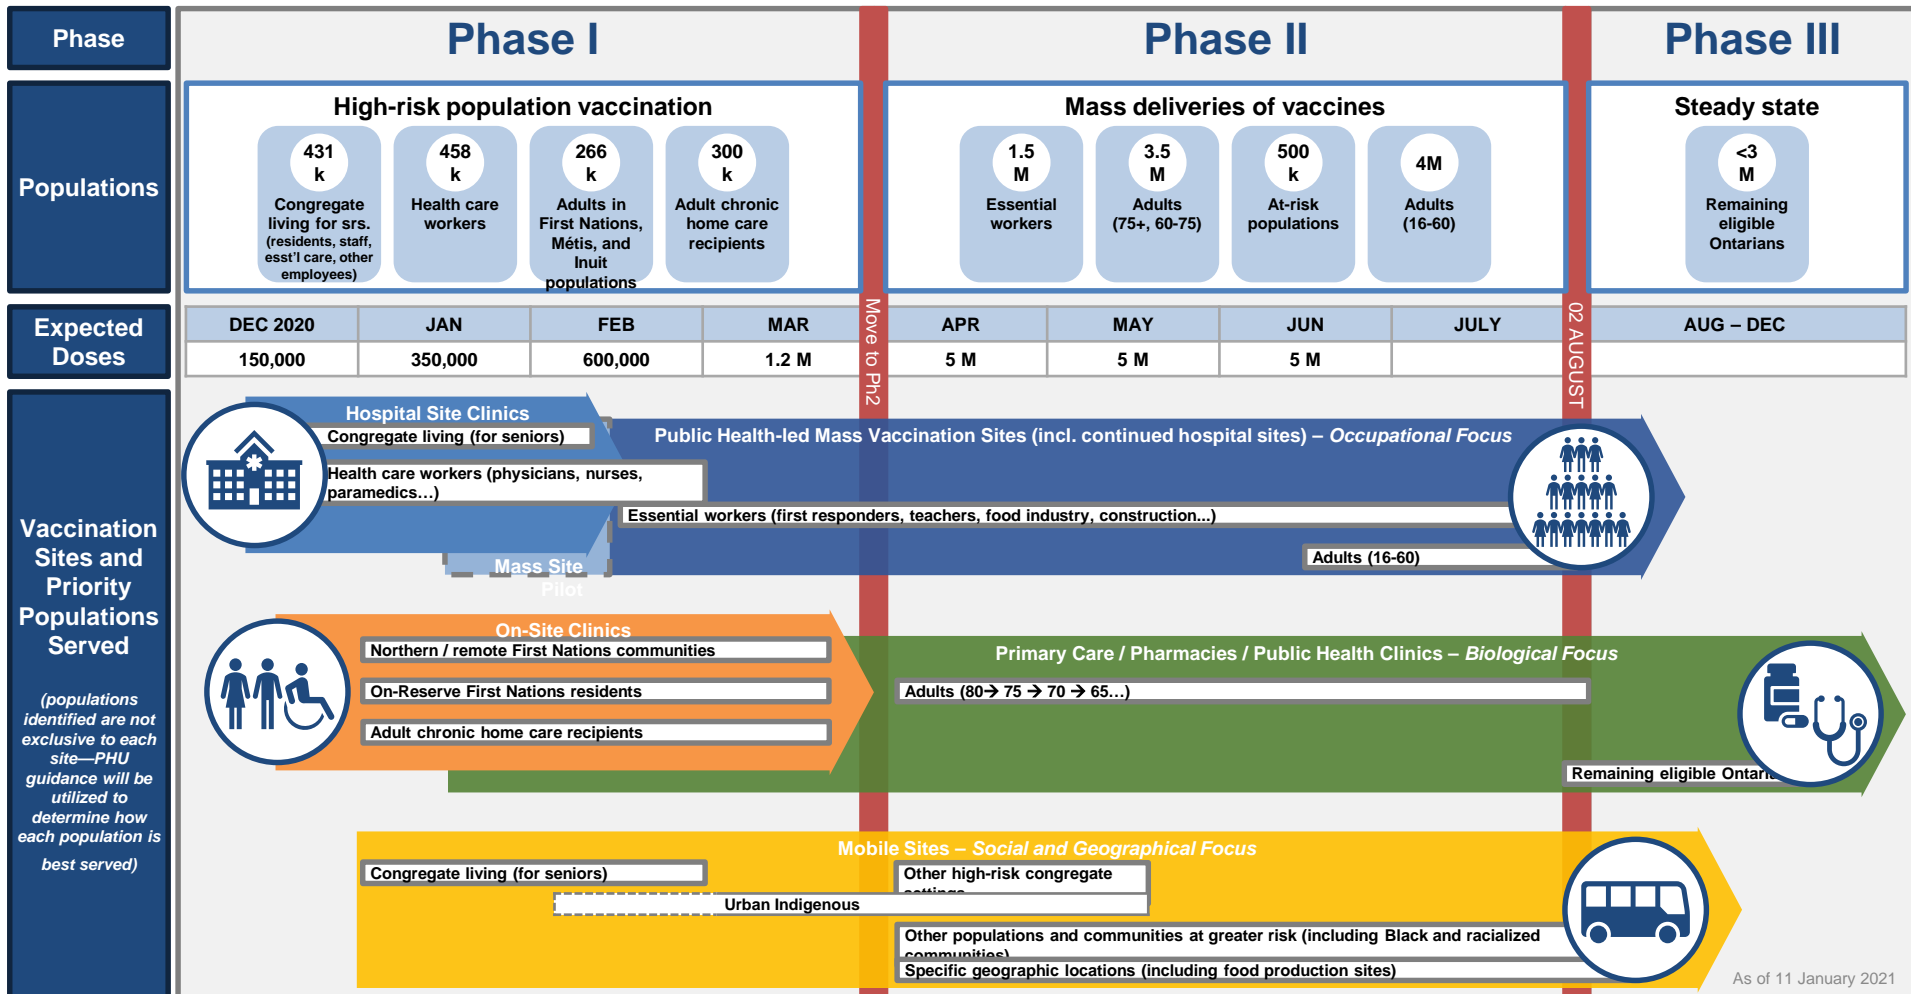 Phase
Phase I
Phase II
Phase III
Populations
High-risk population vaccination
431
k
Congregate
living for srs.
(residents, staff,
esst'l care, other
employees)
458
k
Health care
workers
266
k
Adults in
First Nations,
Métis, and
Inuit
populations
300
k
Adult chronic
home care
recipients
Mass deliveries of vaccines
1.5
M
Essential
workers
3.5
M
Adults
(75+, 60-75)
500
k
At-risk
populations
4M
Adults
(16-60)
Steady state
<3
M
Remaining
eligible
Ontarians
Expected
Doses
DEC 2020 JAN FEB MAR APR MAY JUN JULY AUG – DEC
150,000 350,000 600,000 1.2 M 5 M 5 M 5 M
Move to Ph2
02 AUGUST
Vaccination
Sites and
Priority
Populations
Served
(populations
identified are not
exclusive to each
site—PHU
guidance will be
utilized to
determine how
each population is
best served)
Hospital Site Clinics
Congregate living (for seniors)
Health care workers (physicians, nurses,
paramedics…)
Mass Site
Pilot
Public Health-led Mass Vaccination Sites (incl. continued hospital sites) – Occupational Focus
Essential workers (first responders, teachers, food industry, construction...)
Adults (16-60)
On-Site Clinics
Northern / remote First Nations communities
On-Reserve First Nations residents
Adult chronic home care recipients
Primary Care / Pharmacies / Public Health Clinics – Biological Focus
Adults (80→ 75 → 70 → 65…)
Remaining eligible
Mobile Sites – Social and Geographical Focus
Congregate living (for seniors)
Other high-risk congregate
settings
Urban Indigenous
Other populations and communities at greater risk (including Black and racialized
communities)
Specific geographic locations (including food production sites)
As of 11 January 2021